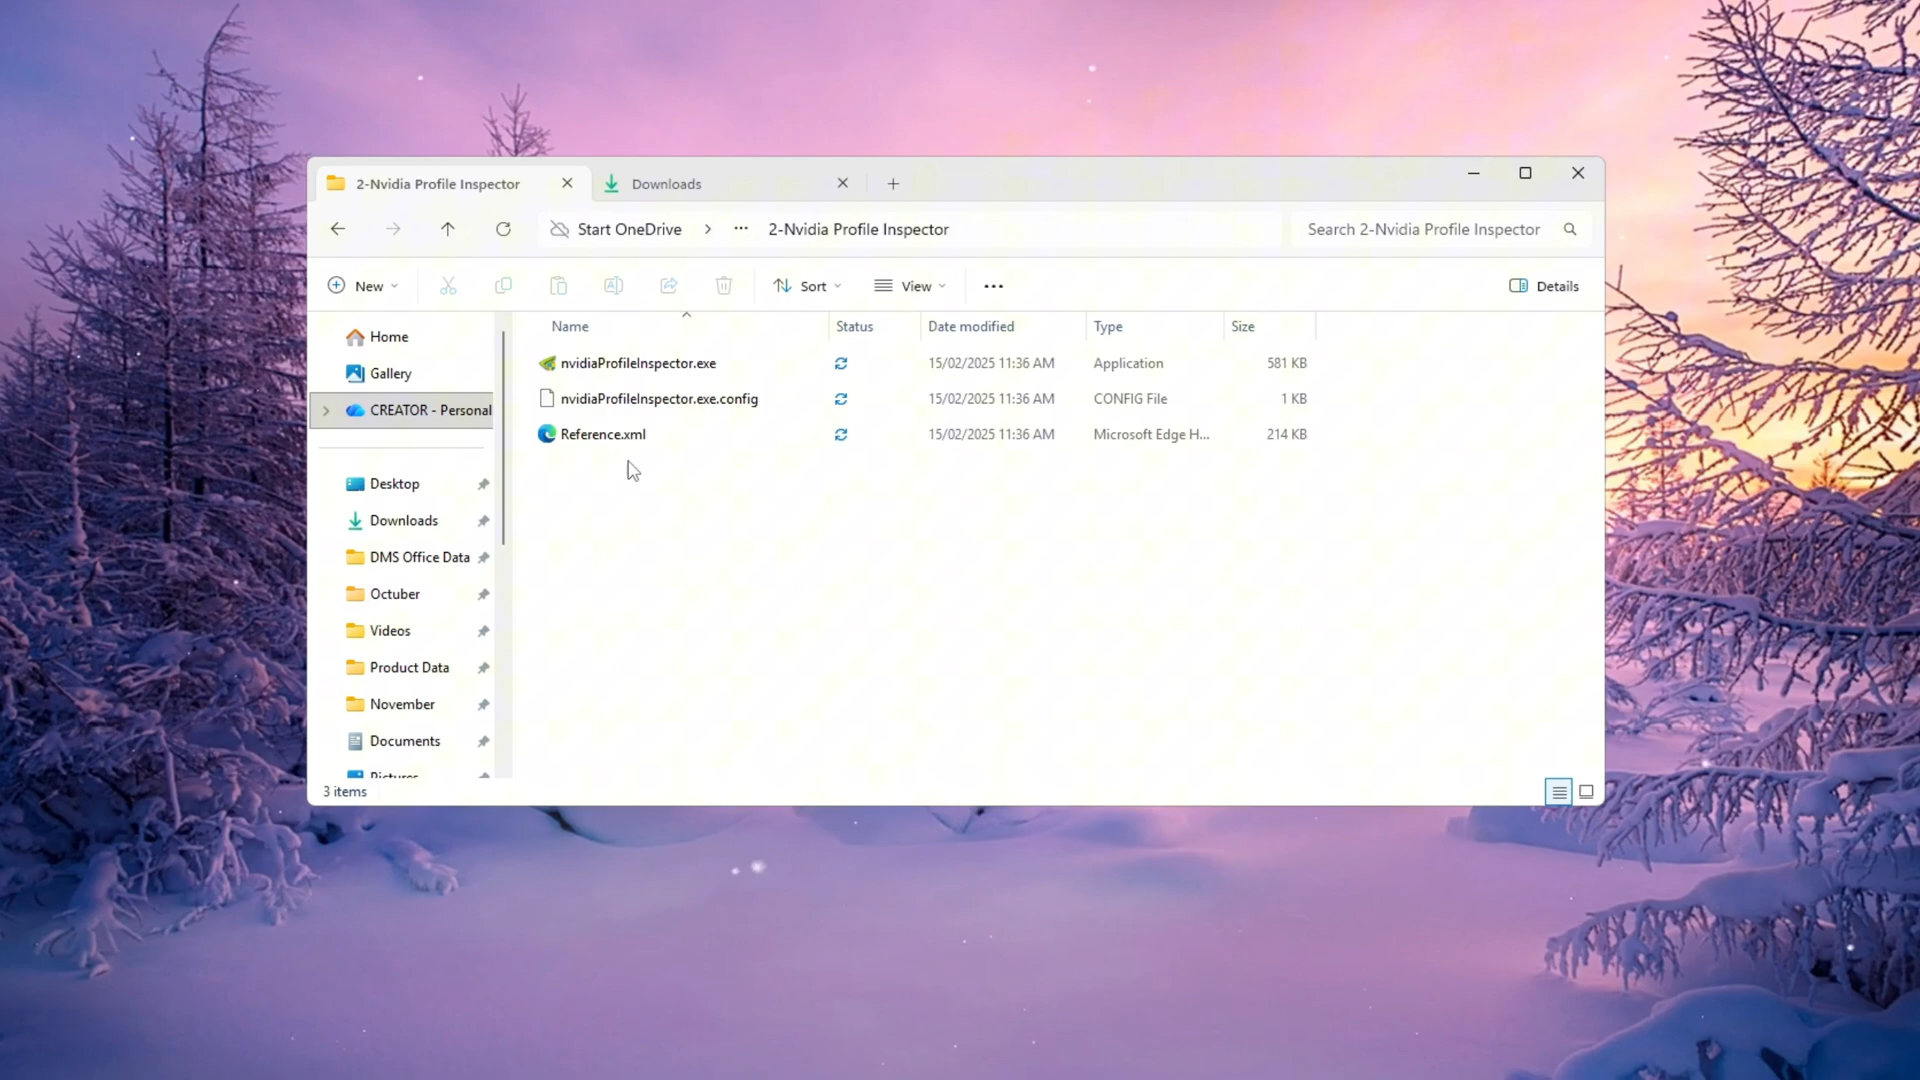 2-Nvidia Profile Inspector
Downloads
Start OneDrive
2-Nvidia Profile Inspector
Search 2-Nvidia Profile Inspector
New
Sort
View
Details
Name Status Date modified Type Size
nvidiaProfileInspector.exe 15/02/2025 11:36 AM Application 581 KB
nvidiaProfileInspector.exe.config 15/02/2025 11:36 AM CONFIG File 1 KB
Reference.xml 15/02/2025 11:36 AM Microsoft Edge H... 214 KB
Home
Gallery
CREATOR - Personal
Desktop
Downloads
DMS Office Data
Octuber
Videos
Product Data
November
Documents
Pictures
3 items